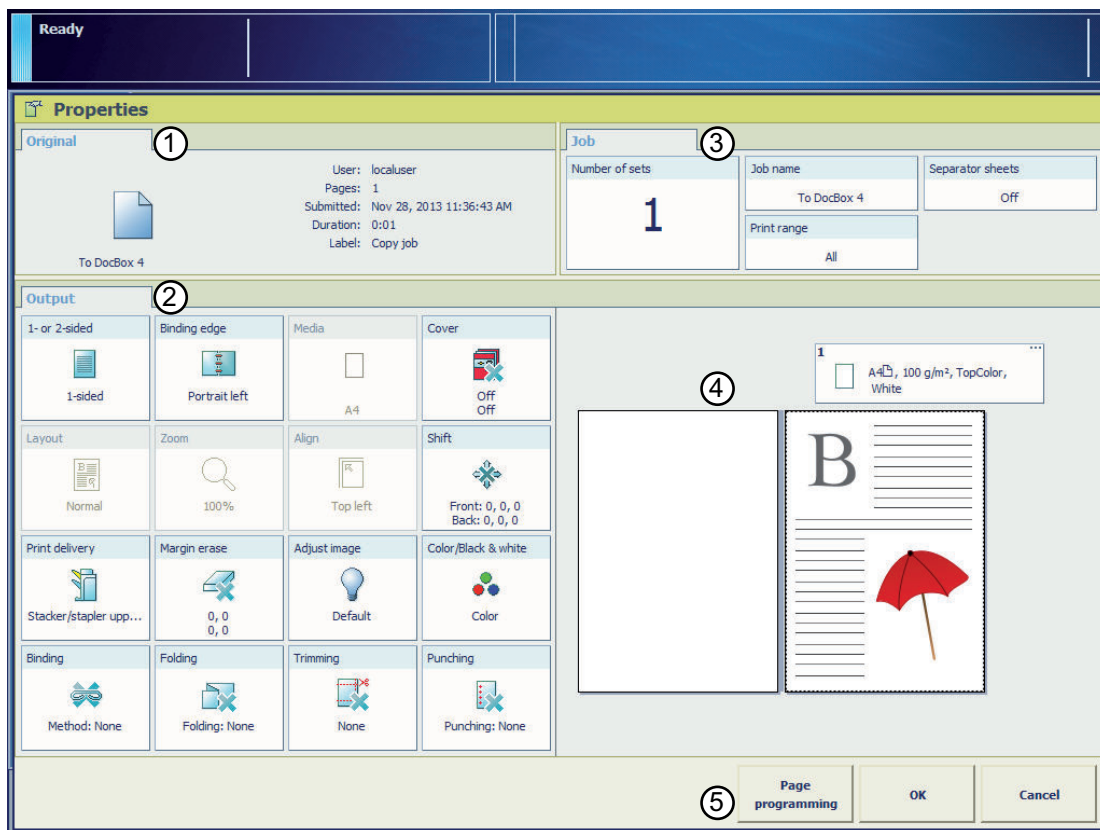 Ready
Properties
Original
1
User: localuser
Pages: 1
Submitted: Nov 28, 2013 11:36:43 AM
Duration: 0:01
Label: Copy job
To DocBox 4
Job
3
Number of sets
1
Job name
To DocBox 4
Separator sheets
Off
Print range
All
Output
2
1- or 2-sided
1-sided
Binding edge
Portrait left
Media
A4
Cover
Off
Off
Layout
Normal
Zoom
100%
Align
Top left
Shift
Front: 0, 0, 0
Back: 0, 0, 0
Print delivery
Stacker/stapler upp...
Margin erase
0, 0
0, 0
Adjust image
Default
Color/Black & white
Color
Binding
Method: None
Folding
Folding: None
Trimming
None
Punching
Punching: None
1
...
A4, 100 g/m², TopColor,
White
4
B
5
Page
programming
OK
Cancel